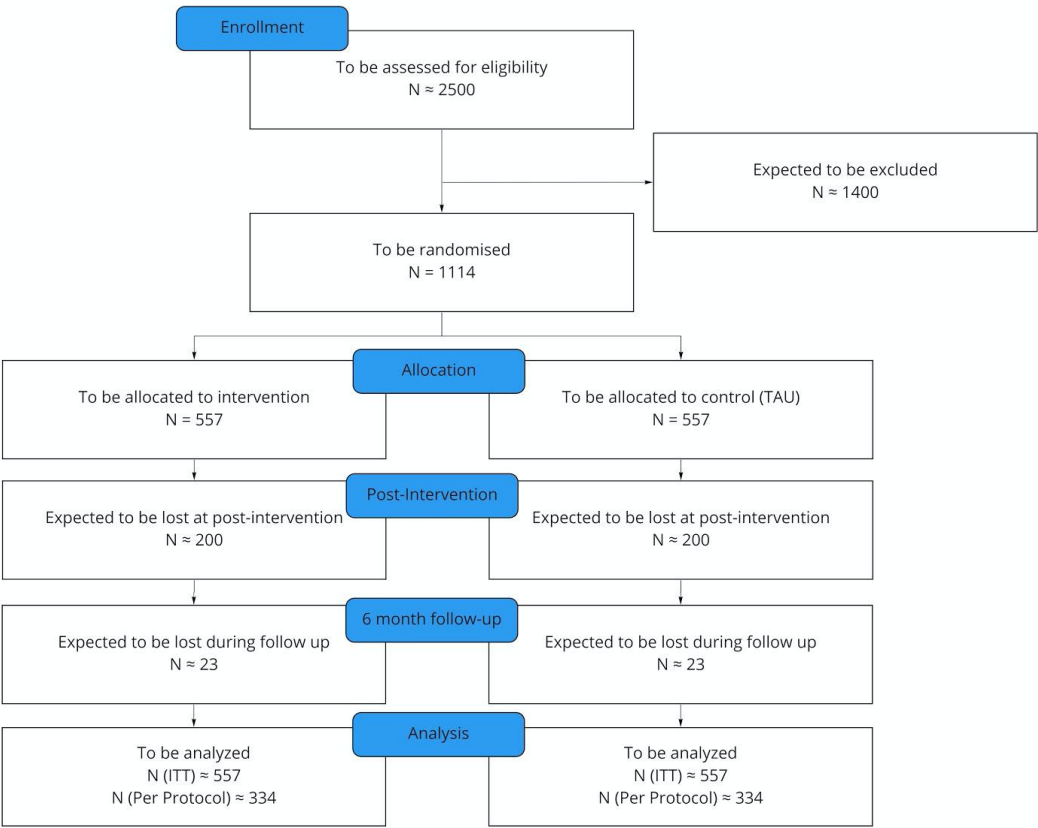 Enrollment
To be assessed for eligibility
N ≈ 2500
Expected to be excluded
N ≈ 1400
To be randomised
N = 1114
Allocation
To be allocated to intervention
N = 557
To be allocated to control (TAU)
N = 557
Post-Intervention
Expected to be lost at post-intervention
N ≈ 200
Expected to be lost at post-intervention
N ≈ 200
6 month follow-up
Expected to be lost during follow up
N ≈ 23
Expected to be lost during follow up
N ≈ 23
Analysis
To be analyzed
N (ITT) ≈ 557
N (Per Protocol) ≈ 334
To be analyzed
N (ITT) ≈ 557
N (Per Protocol) ≈ 334